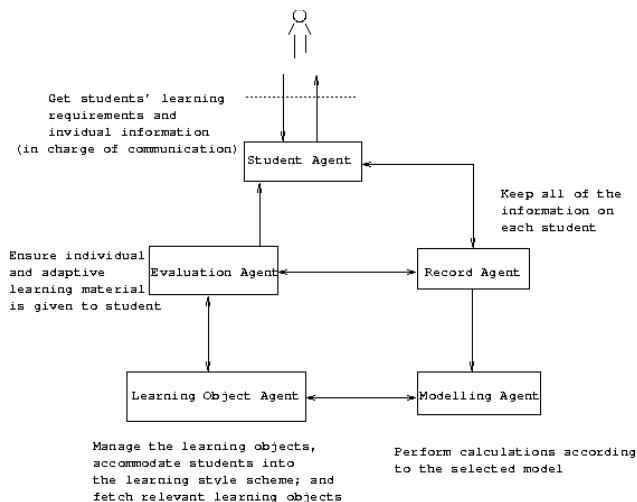 Get students' learning
requirements and
invidual information
(in charge of communication)
Student Agent
Keep all of the
information on
each student
Ensure individual
and adaptive
learning material
is given to student
Evaluation Agent
Record Agent
Learning Object Agent
Modelling Agent
Manage the learning objects,
accommodate students into
the learning style scheme; and
fetch relevant learning objects
Perform calculations according
to the selected model